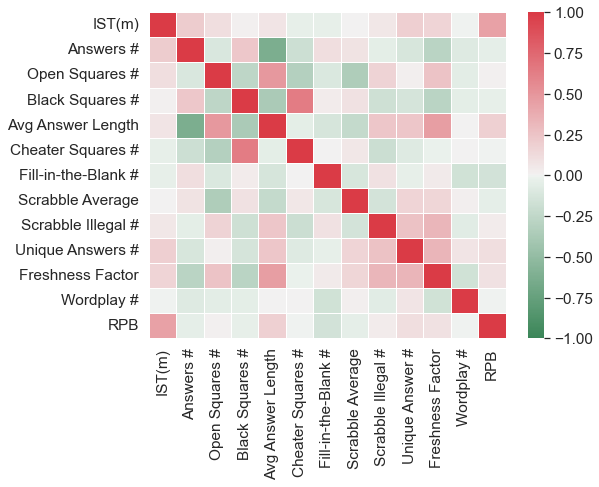 IST(m)
Answers #
Open Squares #
Black Squares #
Avg Answer Length
Cheater Squares #
Fill-in-the-Blank #
Scrabble Average
Scrabble Illegal #
Unique Answers #
Freshness Factor
Wordplay #
RPB
IST(m)
Answers #
Open Squares #
Black Squares #
Avg Answer Length
Cheater Squares #
Fill-in-the-Blank #
Scrabble Average
Scrabble Illegal #
Unique Answer #
Freshness Factor
Wordplay #
RPB
1.00
0.75
0.50
0.25
0.00
−0.25
−0.50
−0.75
−1.00